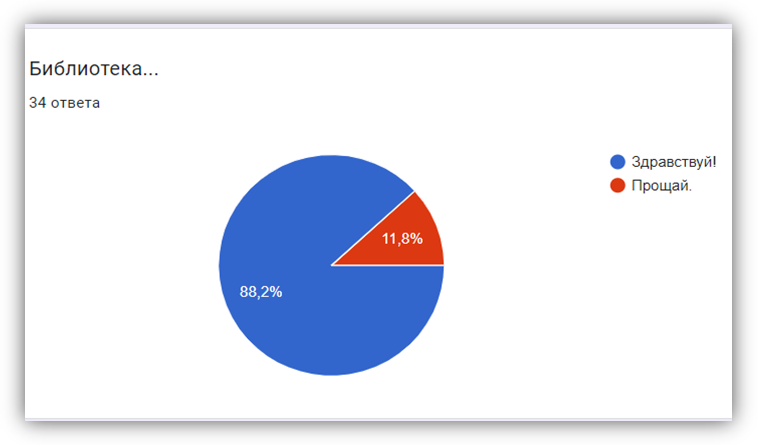 Библиотека...
34 ответа
Здравствуй!
Прощай.
11,8%
88,2%